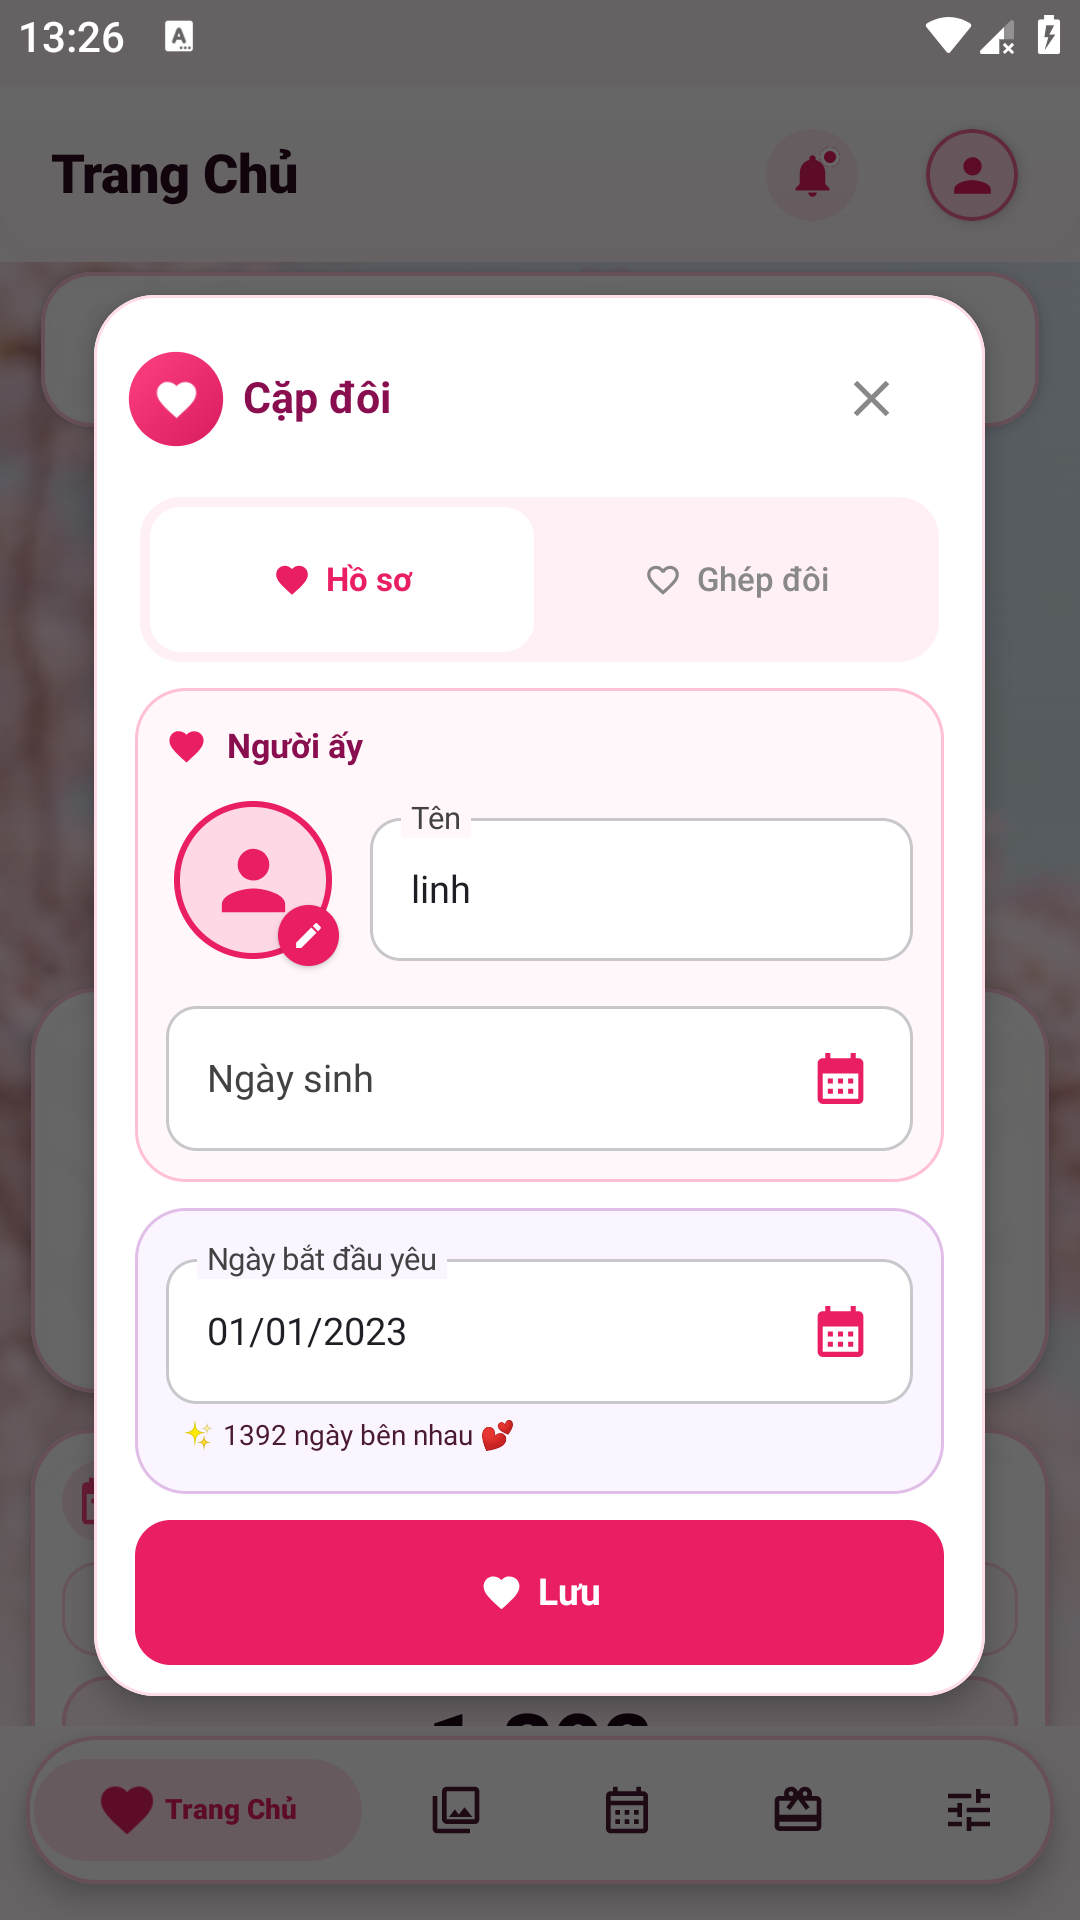 13:26
Trang Chủ
Cặp đôi
Hồ sơ
Ghép đôi
Người ấy
Tên
linh
Ngày sinh
Ngày bắt đầu yêu
01/01/2023
✨ 1392 ngày bên nhau 💕
Lưu
Trang Chủ